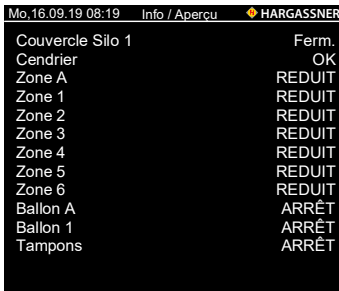 Mo,16.09.19 08:19 Info / Aperçu HARGASSNER
Couvercle Silo 1 Ferm.
Cendrier OK
Zone A REDUIT
Zone 1 REDUIT
Zone 2 REDUIT
Zone 3 REDUIT
Zone 4 REDUIT
Zone 5 REDUIT
Zone 6 REDUIT
Ballon A ARRÊT
Ballon 1 ARRÊT
Tampons ARRÊT